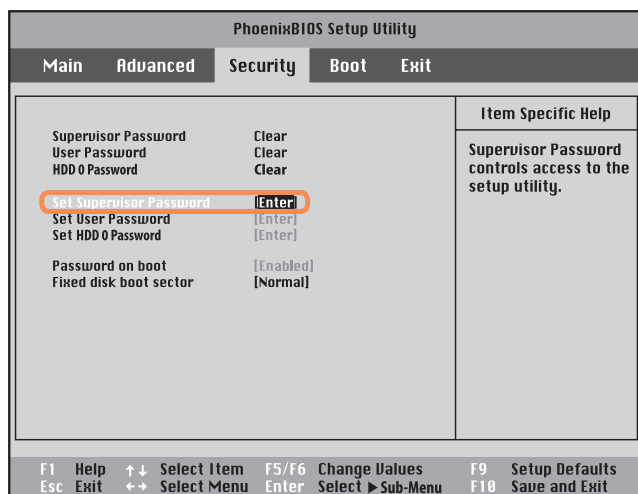 PhoenixBIOS Setup Utility
Main Advanced Security Boot Exit
Item Specific Help
Supervisor Password Clear
User Password Clear
HDD 0 Password Clear
Set Supervisor Password [Enter]
Set User Password [Enter]
Set HDD 0 Password [Enter]
Password on boot [Enabled]
Fixed disk boot sector [Normal]
Supervisor Password
controls access to the
setup utility.
F1 Help ↑↓ Select Item F5/F6 Change Values F9 Setup Defaults
Esc Exit ←→ Select Menu Enter Select ▶ Sub-Menu F10 Save and Exit